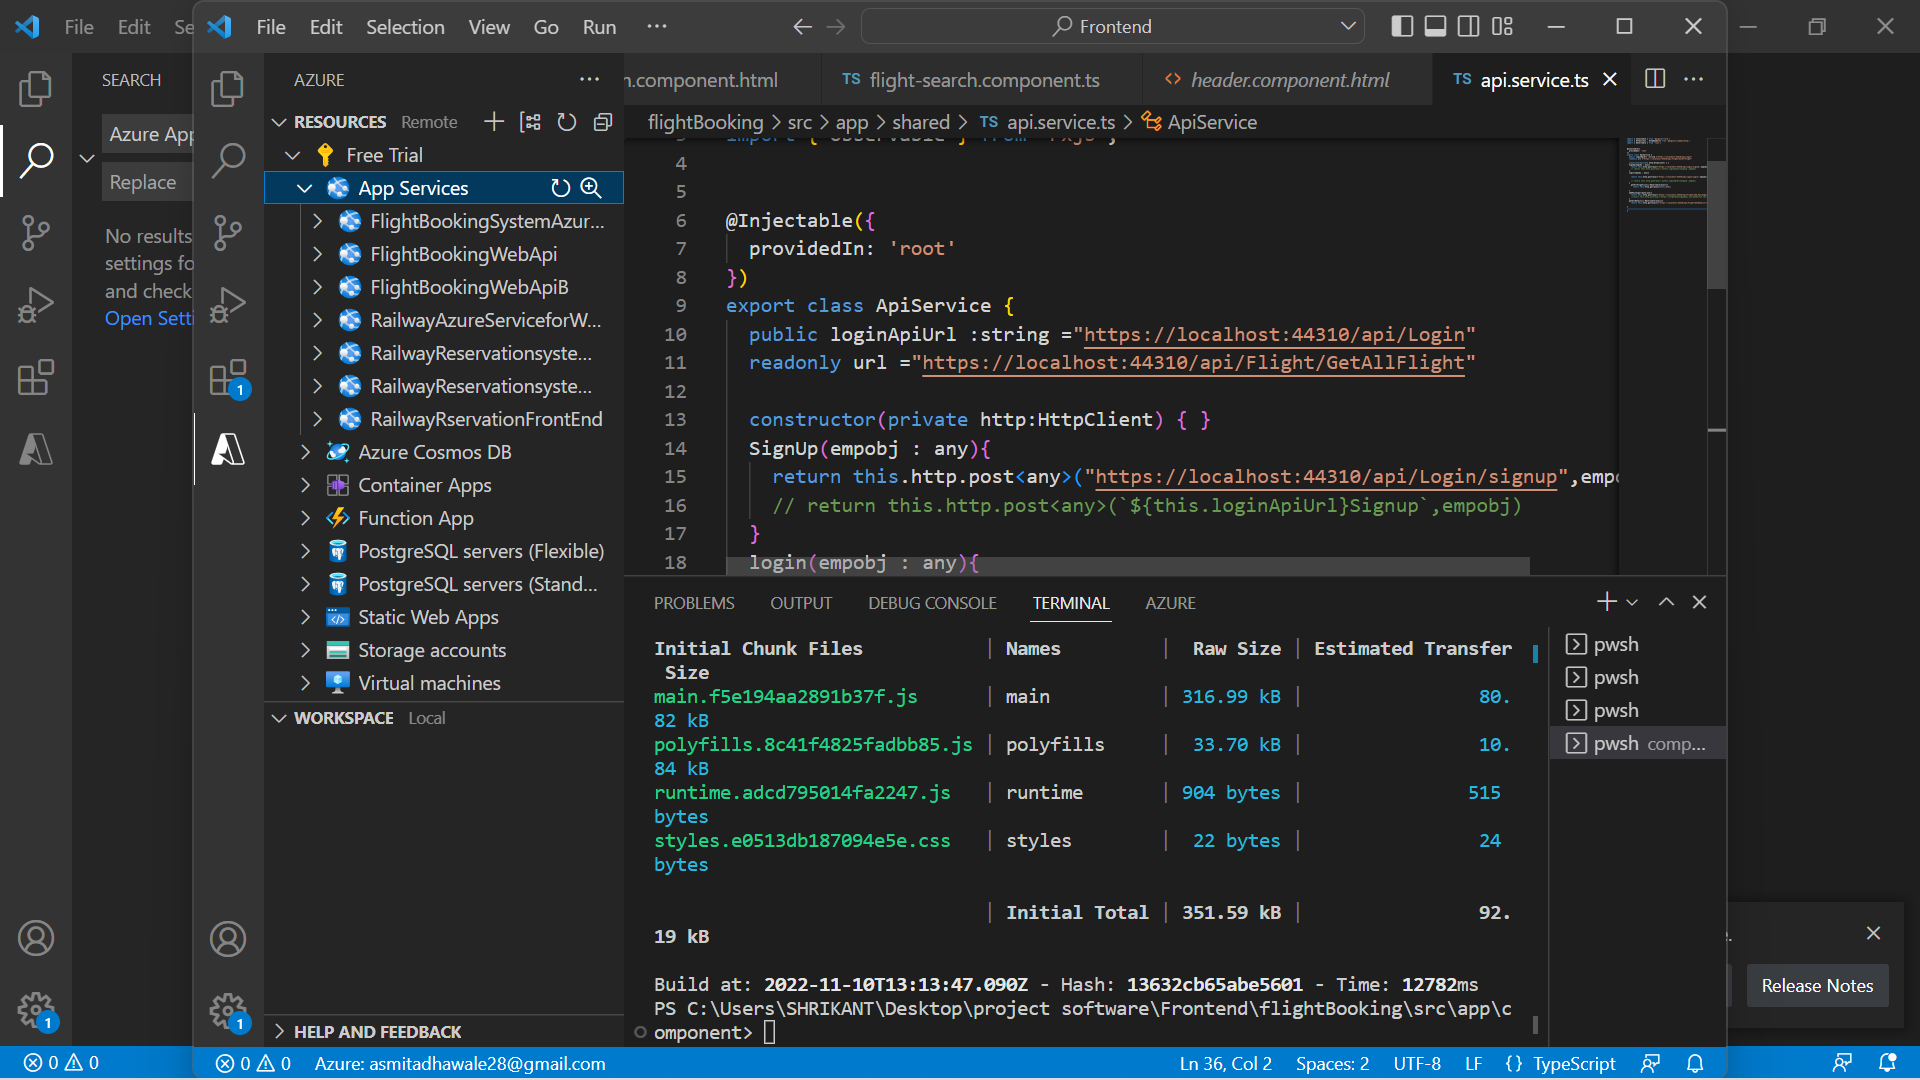 File Edit Se
SEARCH
Azure App
Replace
No results
settings fo
and check
Open Setti
1
0 0
File Edit Selection View Go Run ···
Frontend
AZURE
RESOURCES Remote
Free Trial
App Services
FlightBookingSystemAzur...
FlightBookingWebApi
FlightBookingWebApiB
RailwayAzureServiceforW...
RailwayReservationsyste...
RailwayReservationsyste...
RailwayRservationFrontEnd
Azure Cosmos DB
Container Apps
Function App
PostgreSQL servers (Flexible)
PostgreSQL servers (Stand...
Static Web Apps
Storage accounts
Virtual machines
WORKSPACE Local
HELP AND FEEDBACK
1
1
n.component.html TS flight-search.component.ts <> header.component.html TS api.service.ts
flightBooking > src > app > shared > TS api.service.ts > ApiService
4
5
6 @Injectable({
7 providedIn: 'root'
8 })
9 export class ApiService {
10 public loginApiUrl :string ="https://localhost:44310/api/Login"
11 readonly url ="https://localhost:44310/api/Flight/GetAllFlight"
12
13 constructor(private http:HttpClient) { }
14 SignUp(empobj : any){
15 return this.http.post<any>("https://localhost:44310/api/Login/signup",empo
16 // return this.http.post<any>(`${this.loginApiUrl}Signup`,empobj)
17 }
18 login(empobj : any){
PROBLEMS OUTPUT DEBUG CONSOLE TERMINAL AZURE
Initial Chunk Files | Names | Raw Size | Estimated Transfer
Size
main.f5e194aa2891b37f.js | main | 316.99 kB | 80.
82 kB
polyfills.8c41f4825fadbb85.js | polyfills | 33.70 kB | 10.
84 kB
runtime.adcd795014fa2247.js | runtime | 904 bytes | 515
bytes
styles.e0513db187094e5e.css | styles | 22 bytes | 24
bytes
| Initial Total | 351.59 kB | 92.
19 kB
Build at: 2022-11-10T13:13:47.090Z - Hash: 13632cb65abe5601 - Time: 12782ms
PS C:\Users\SHRIKANT\Desktop\project software\Frontend\flightBooking\src\app\c
omponent>
pwsh
pwsh
pwsh
pwsh comp...
Release Notes
0 0 Azure: asmitadhawale28@gmail.com Ln 36, Col 2 Spaces: 2 UTF-8 LF {} TypeScript